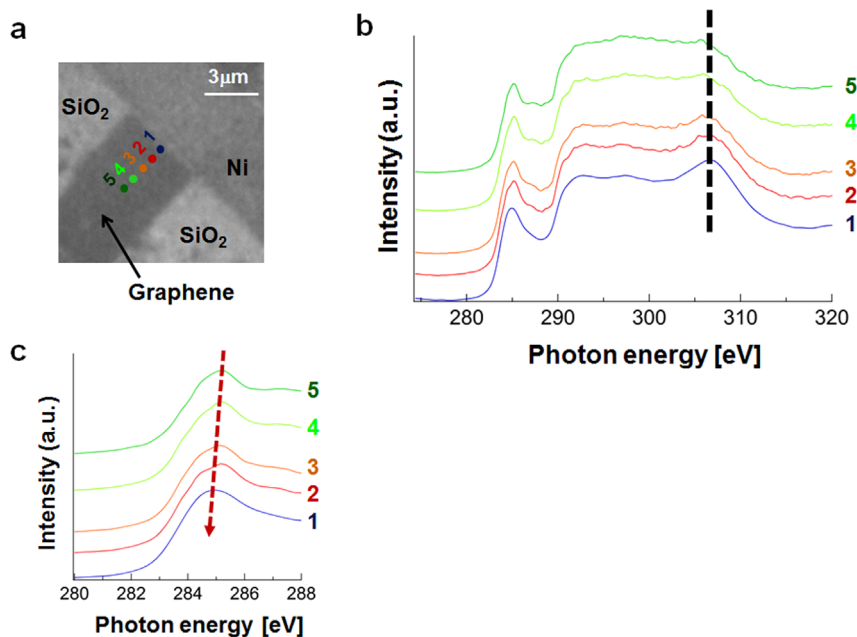 a
3μm
SiO2
1
2
3
4
5
Ni
SiO2
Graphene
b
Intensity (a.u.)
5
4
3
2
1
280 290 300 310 320
Photon energy [eV]
c
Intensity (a.u.)
5
4
3
2
1
280 282 284 286 288
Photon energy [eV]